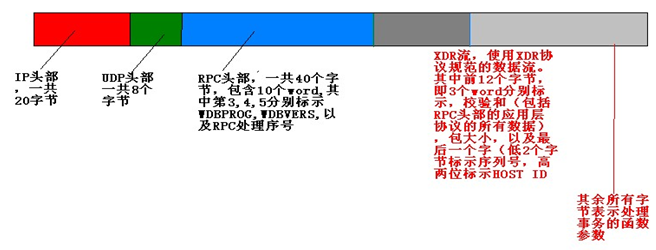 IP头部
，一共
20字节
UDP头部
一共8个
字节
RPC头部，一共40个字
节，包含10个word,其
中第3,4,5分别标示
WDBPROG,WDBVERS,以
及RPC处理序号
XDR流，使用XDR协
议规范的数据流。
其中前12个字节，
即3个word分别标
示，校验和（包括
RPC头部的应用层
协议的所有数据）
，包大小，以及最
后一个字（低2个字
节标示序列号，高
两位标示HOST ID
其余所有字
节表示处理
事务的函数
参数